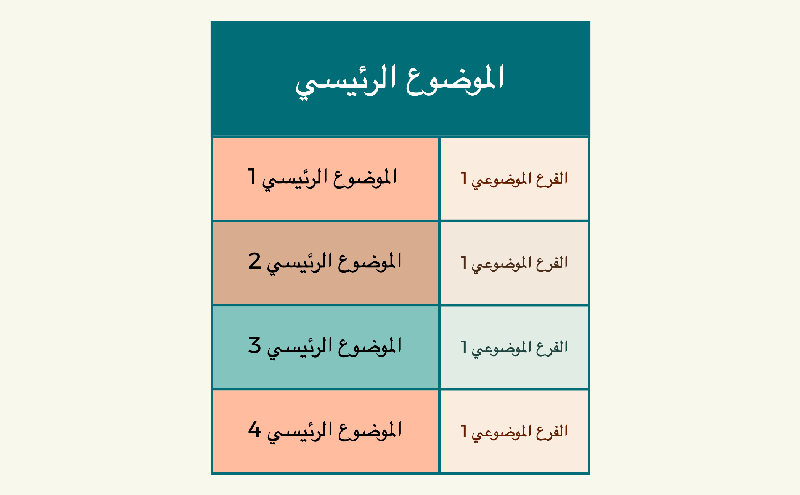 الموضوع الرئيسي
الفرع الموضوعي 1
الموضوع الرئيسي 1
الفرع الموضوعي 1
الموضوع الرئيسي 2
الفرع الموضوعي 1
الموضوع الرئيسي 3
الفرع الموضوعي 1
الموضوع الرئيسي 4